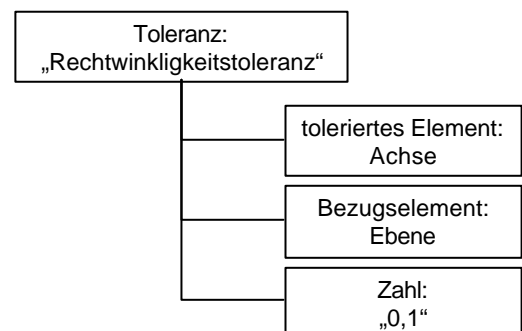 Toleranz:
„Rechtwinkligkeitstoleranz“
toleriertes Element:
Achse
Bezugselement:
Ebene
Zahl:
„0,1“